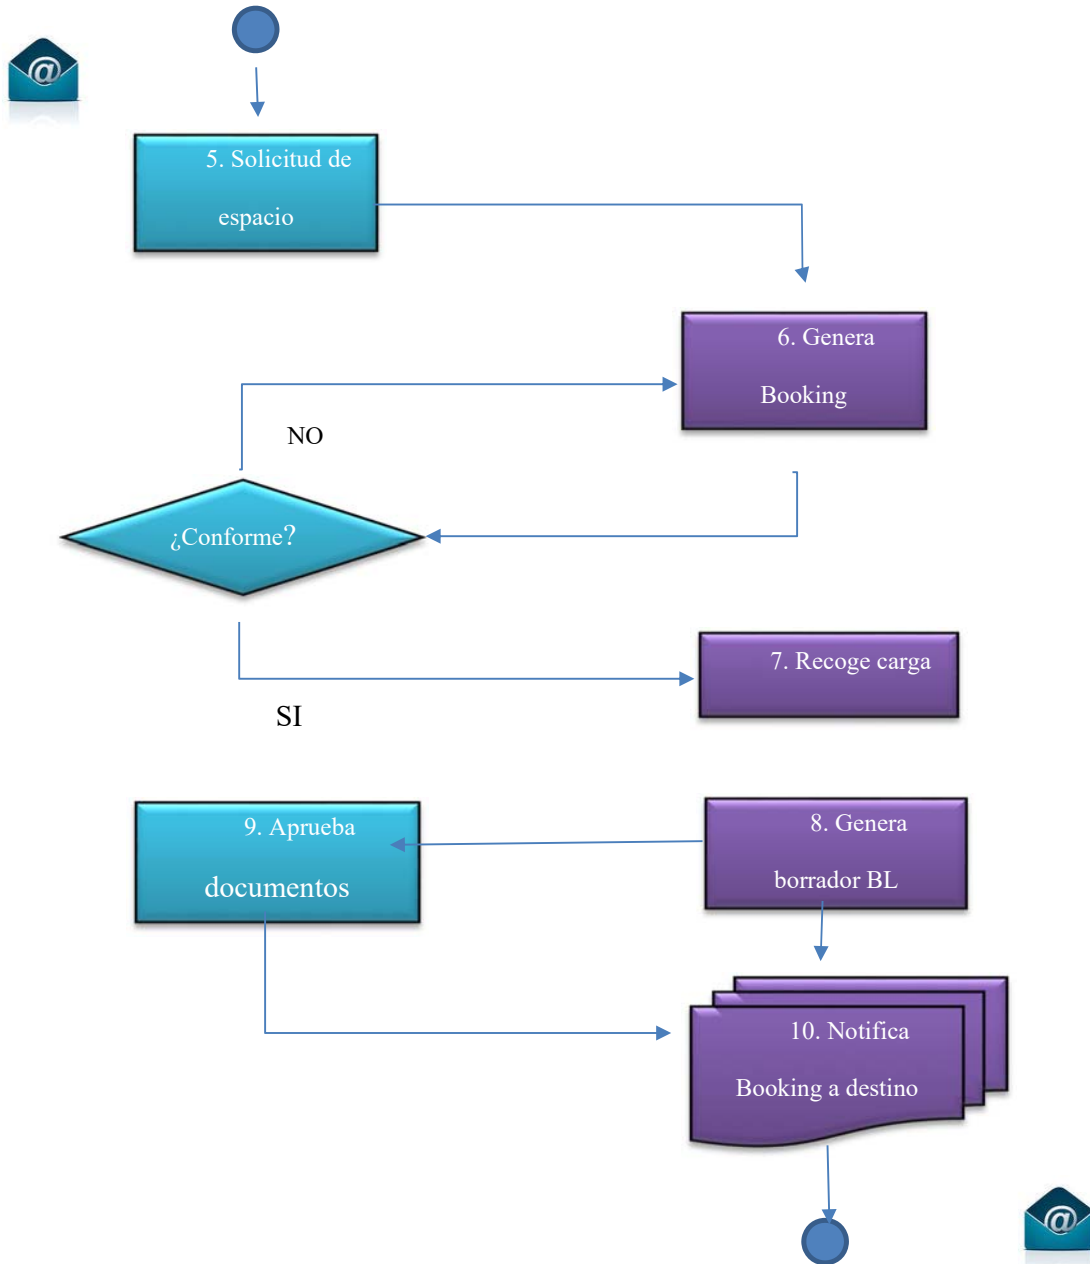 @
5. Solicitud de
espacio
6. Genera
Booking
NO
¿Conforme?
7. Recoge carga
SI
9. Aprueba
documentos
8. Genera
borrador BL
10. Notifica
Booking a destino
@